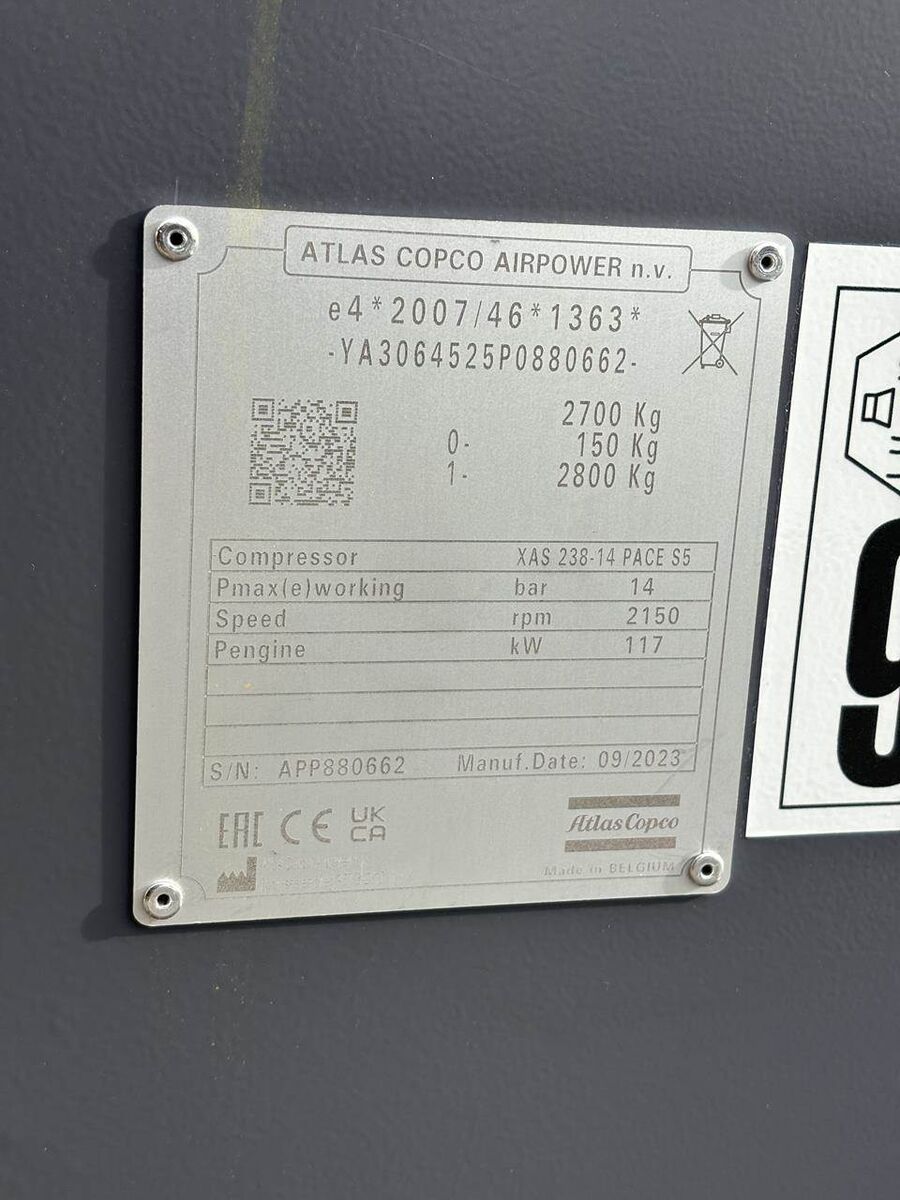 ATLAS COPCO AIRPOWER n.v.
e4*2007/46*1363*
-YA3064525P0880662-
2700 Kg
0- 150 Kg
1- 2800 Kg
Compressor XAS 238-14 PACE S5
Pmax(e)working bar 14
Speed rpm 2150
Pengine kW 117
S/N: APP880662 Manuf.Date: 09/2023
EAC CE UK
CA
Atlas Copco
Made in BELGIUM
9